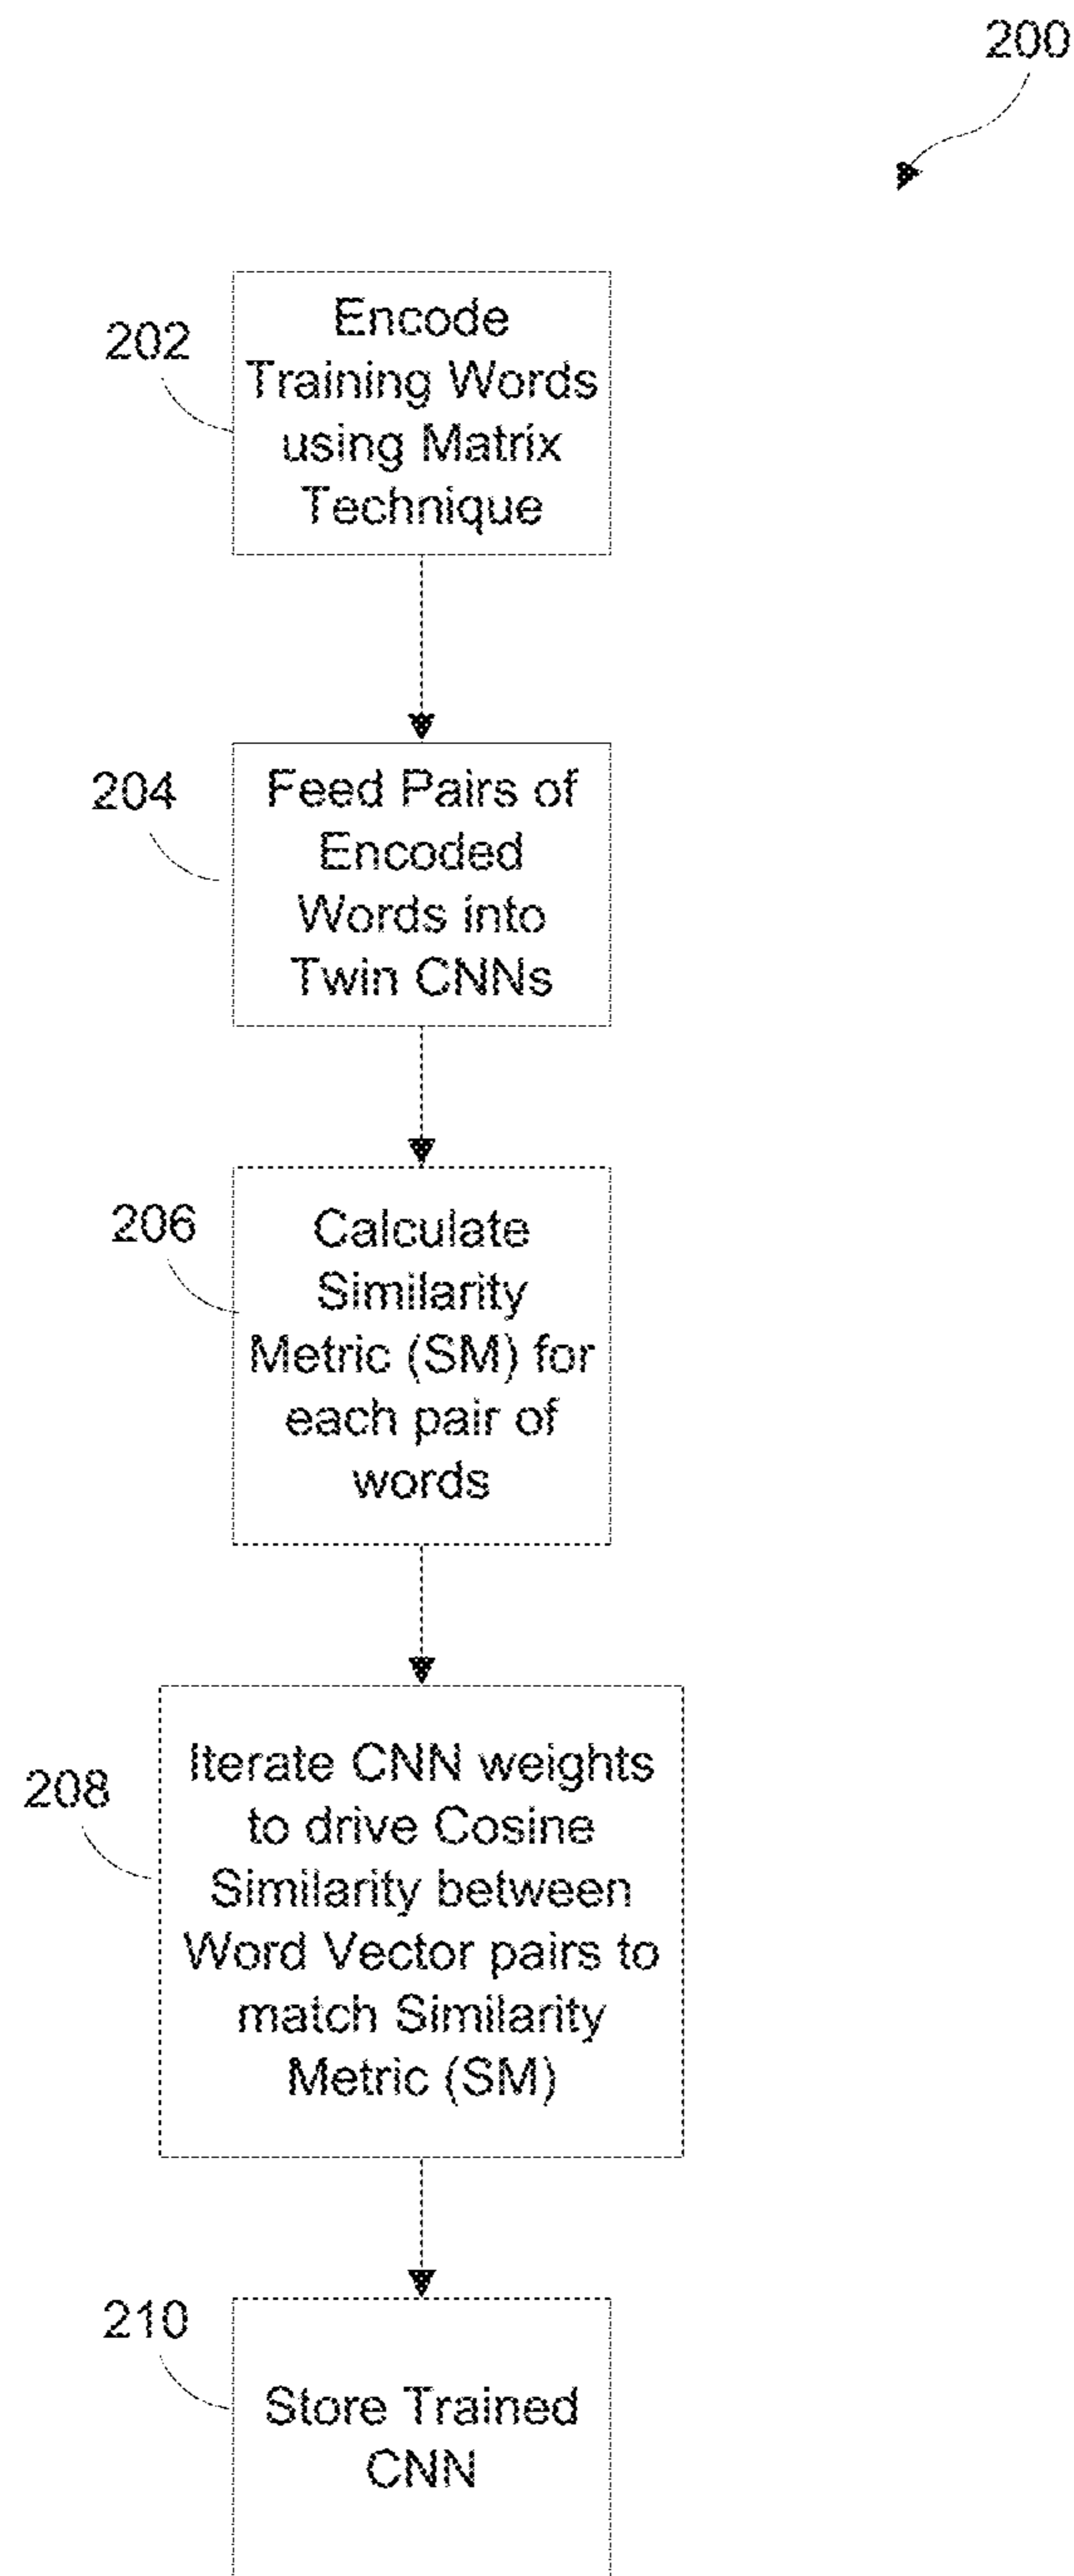 200
202
Encode
Training Words
using Matrix
Technique
204
Feed Pairs of
Encoded
Words into
Twin CNNs
206
Calculate
Similarity
Metric (SM) for
each pair of
words
208
Iterate CNN weights
to drive Cosine
Similarity between
Word Vector pairs to
match Similarity
Metric (SM)
210
Store Trained
CNN